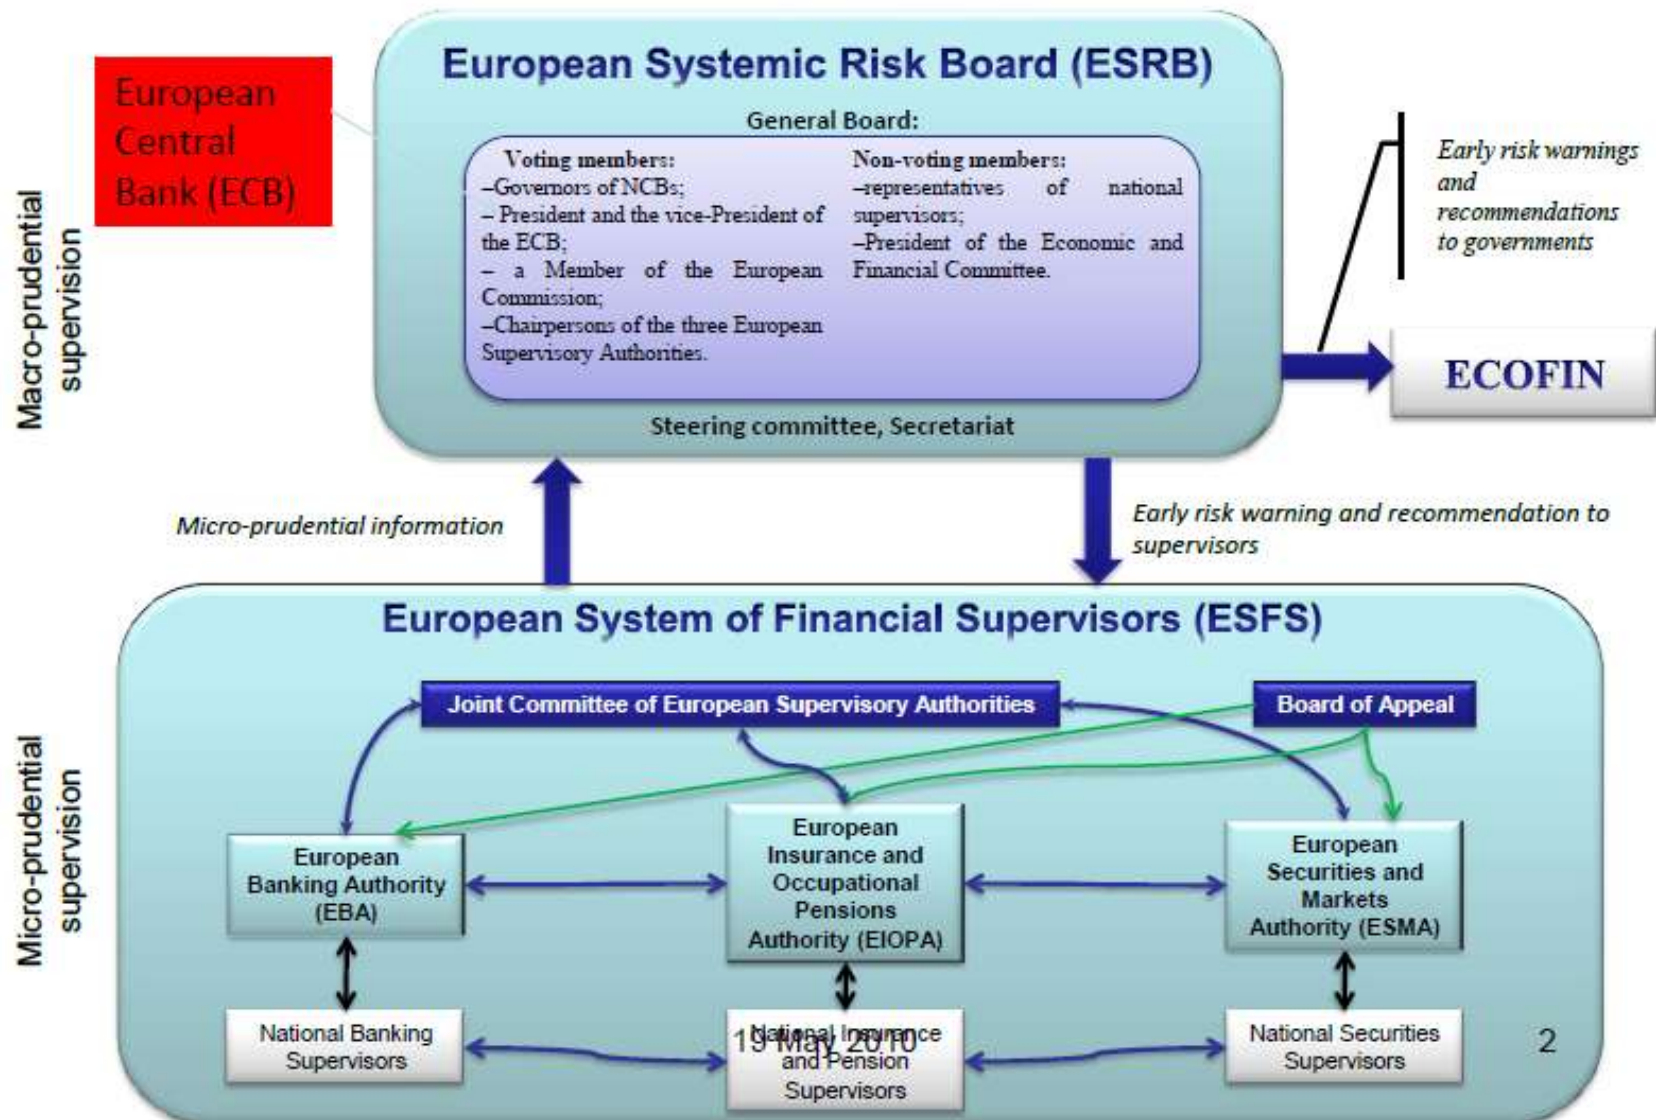 European Systemic Risk Board (ESRB)
European
Central
Bank (ECB)
General Board:
Voting members:
–Governors of NCBs;
– President and the vice-President of
the ECB;
– a Member of the European
Commission;
–Chairpersons of the three European
Supervisory Authorities.
Non-voting members:
–representatives of national
supervisors;
–President of the Economic and
Financial Committee.
Steering committee, Secretariat
Early risk warnings
and
recommendations
to governments
ECOFIN
Macro-prudential
supervision
Micro-prudential information
Early risk warning and recommendation to
supervisors
European System of Financial Supervisors (ESFS)
Joint Committee of European Supervisory Authorities
Board of Appeal
Micro-prudential
supervision
European
Banking Authority
(EBA)
European
Insurance and
Occupational
Pensions
Authority (EIOPA)
European
Securities and
Markets
Authority (ESMA)
National Banking
Supervisors
National Insurance
and Pension
Supervisors
National Securities
Supervisors
19 May 2010
2